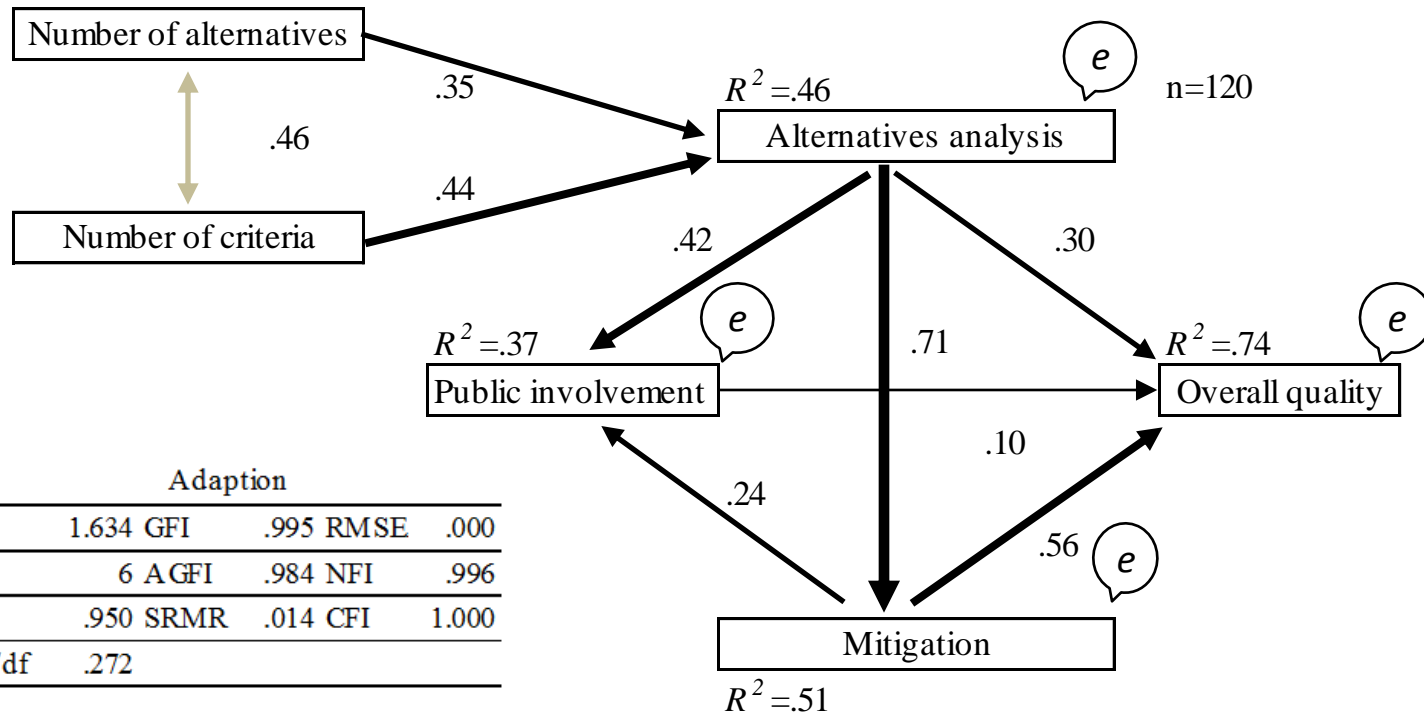 Number of alternatives
.35
e
R² =.46
n=120
Alternatives analysis
.46
.44
Number of criteria
.42
.30
e
e
R² =.37
.71
R² =.74
Public involvement
Overall quality
.10
Adaption
.24
1.634 GFI .995 RMSE .000
.56
e
6 AGFI .984 NFI .996
.950 SRMR .014 CFI 1.000
Mitigation
/df .272
R² =.51